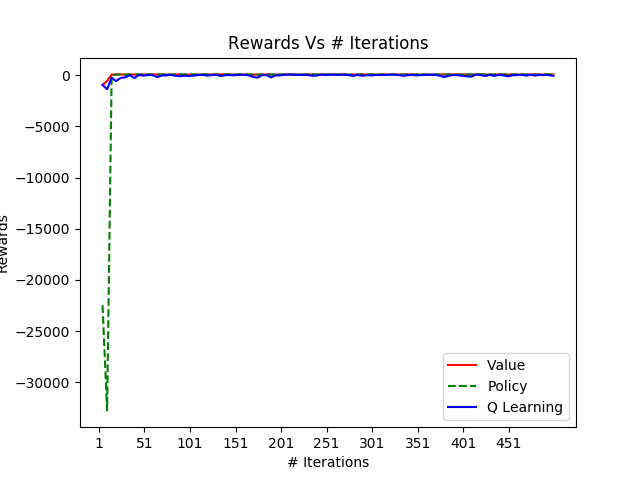 Rewards Vs # Iterations
0
−5000
−10000
−15000
−20000
−25000
−30000
Rewards
Value
Policy
Q Learning
1 51 101 151 201 251 301 351 401 451
# Iterations